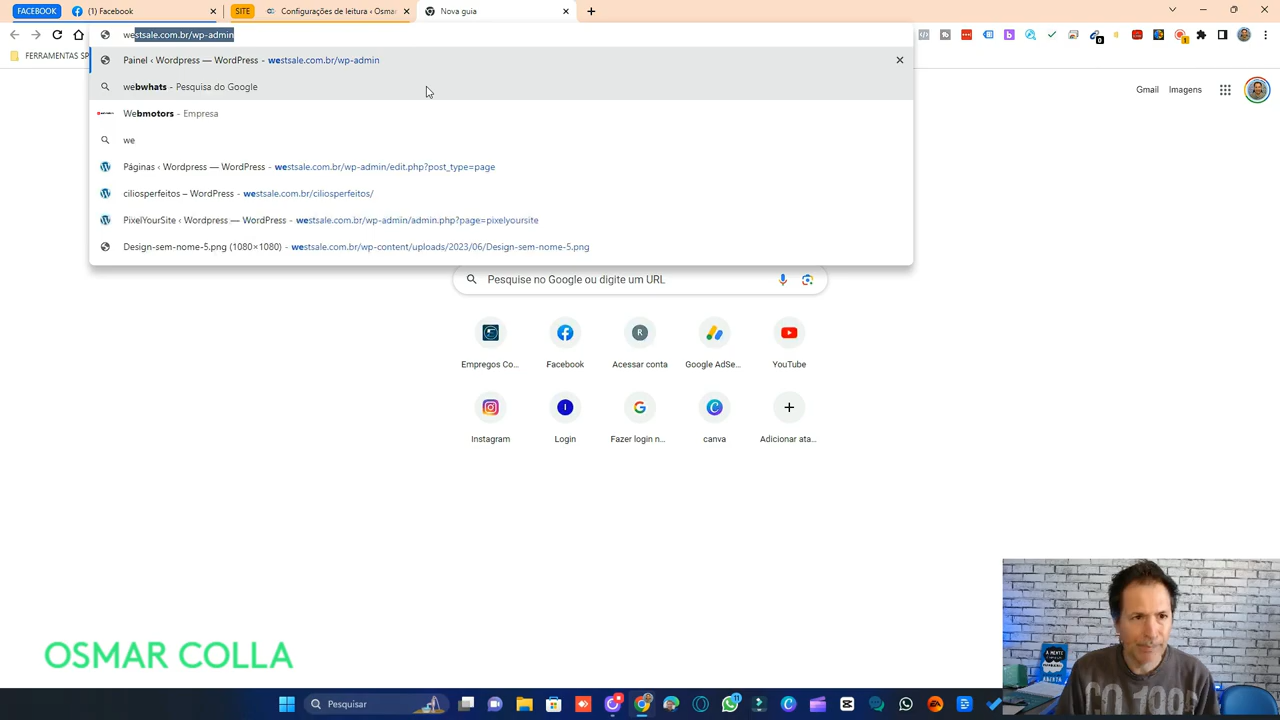 FACEBOOK
(1) Facebook
SITE
Configurações de leitura ‹ Osma
Nova guia
westsale.com.br/wp-admin
FERRAMENTAS SP
Painel ‹ Wordpress — WordPress - westsale.com.br/wp-admin
webwhats - Pesquisa do Google
Webmotors - Empresa
we
Páginas ‹ Wordpress — WordPress - westsale.com.br/wp-admin/edit.php?post_type=page
ciliosperfeitos – WordPress - westsale.com.br/ciliosperfeitos/
PixelYourSite ‹ Wordpress — WordPress - westsale.com.br/wp-admin/admin.php?page=pixelyoursite
Design-sem-nome-5.png (1080×1080) - westsale.com.br/wp-content/uploads/2023/06/Design-sem-nome-5.png
Gmail Imagens
Pesquise no Google ou digite um URL
Empregos Co... Facebook Acessar conta Google AdSe... YouTube
Instagram Login Fazer login n... canva Adicionar ata...
OSMAR COLLA
A MENTE
Pesquisar